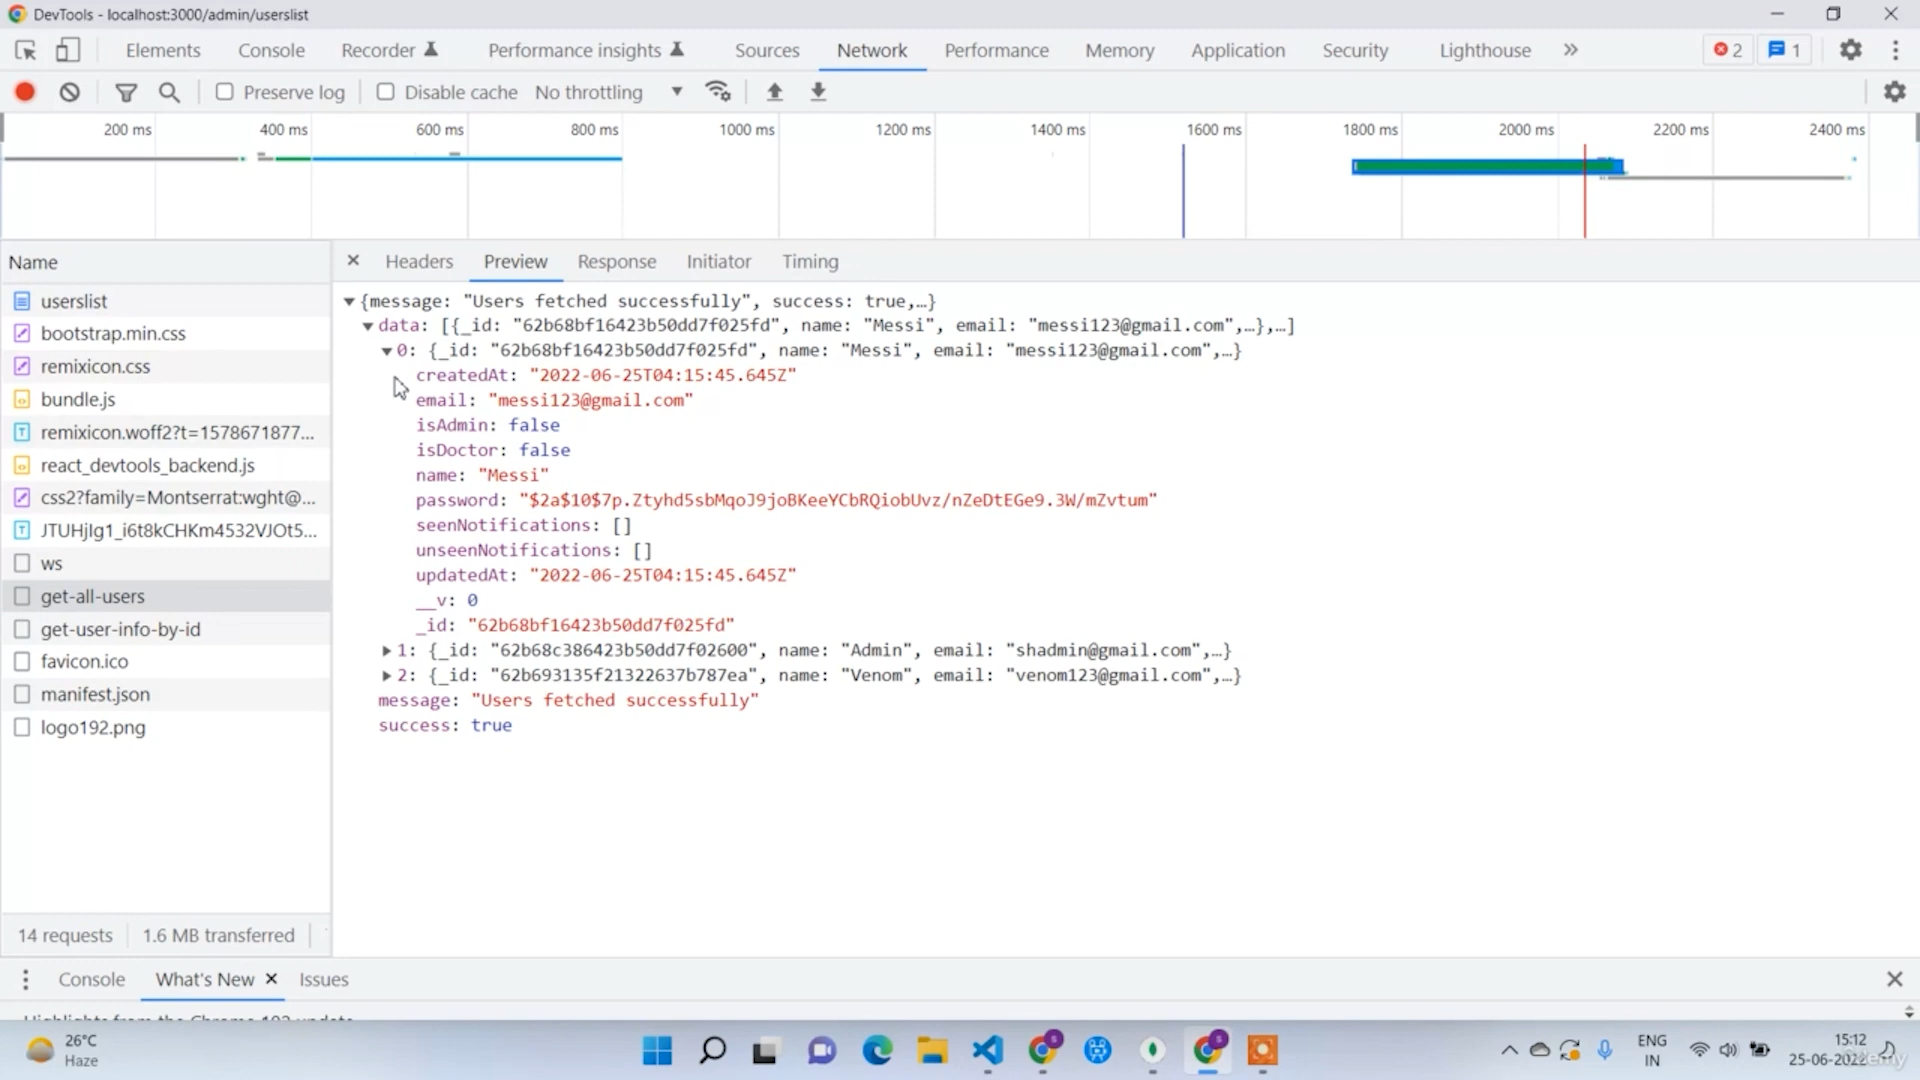 DevTools - localhost:3000/admin/userslist
Elements Console Recorder Performance insights Sources Network Performance Memory Application Security Lighthouse » 2 1
Preserve log Disable cache No throttling
200 ms 400 ms 600 ms 800 ms 1000 ms 1200 ms 1400 ms 1600 ms 1800 ms 2000 ms 2200 ms 2400 ms
Name
userslist
bootstrap.min.css
remixicon.css
bundle.js
remixicon.woff2?t=1578671877...
react_devtools_backend.js
css2?family=Montserrat:wght@...
JTUHjIg1_i6t8kCHKm4532VJOt5...
ws
get-all-users
get-user-info-by-id
favicon.ico
manifest.json
logo192.png
14 requests 1.6 MB transferred
Headers Preview Response Initiator Timing
{message: "Users fetched successfully", success: true,…}
data: [{_id: "62b68bf16423b50dd7f025fd", name: "Messi", email: "messi123@gmail.com",…},…]
0: {_id: "62b68bf16423b50dd7f025fd", name: "Messi", email: "messi123@gmail.com",…}
createdAt: "2022-06-25T04:15:45.645Z"
email: "messi123@gmail.com"
isAdmin: false
isDoctor: false
name: "Messi"
password: "$2a$10$7p.Ztyhd5sbMqoJ9joBKeeYCbRQiobUvz/nZeDtEGe9.3W/mZvtum"
seenNotifications: []
unseenNotifications: []
updatedAt: "2022-06-25T04:15:45.645Z"
__v: 0
_id: "62b68bf16423b50dd7f025fd"
1: {_id: "62b68c386423b50dd7f02600", name: "Admin", email: "shadmin@gmail.com",…}
2: {_id: "62b693135f21322637b787ea", name: "Venom", email: "venom123@gmail.com",…}
message: "Users fetched successfully"
success: true
Console What's New Issues
Highlights from the Chrome 102 update
26°C
Haze
ENG
IN
15:12
25-06-2022